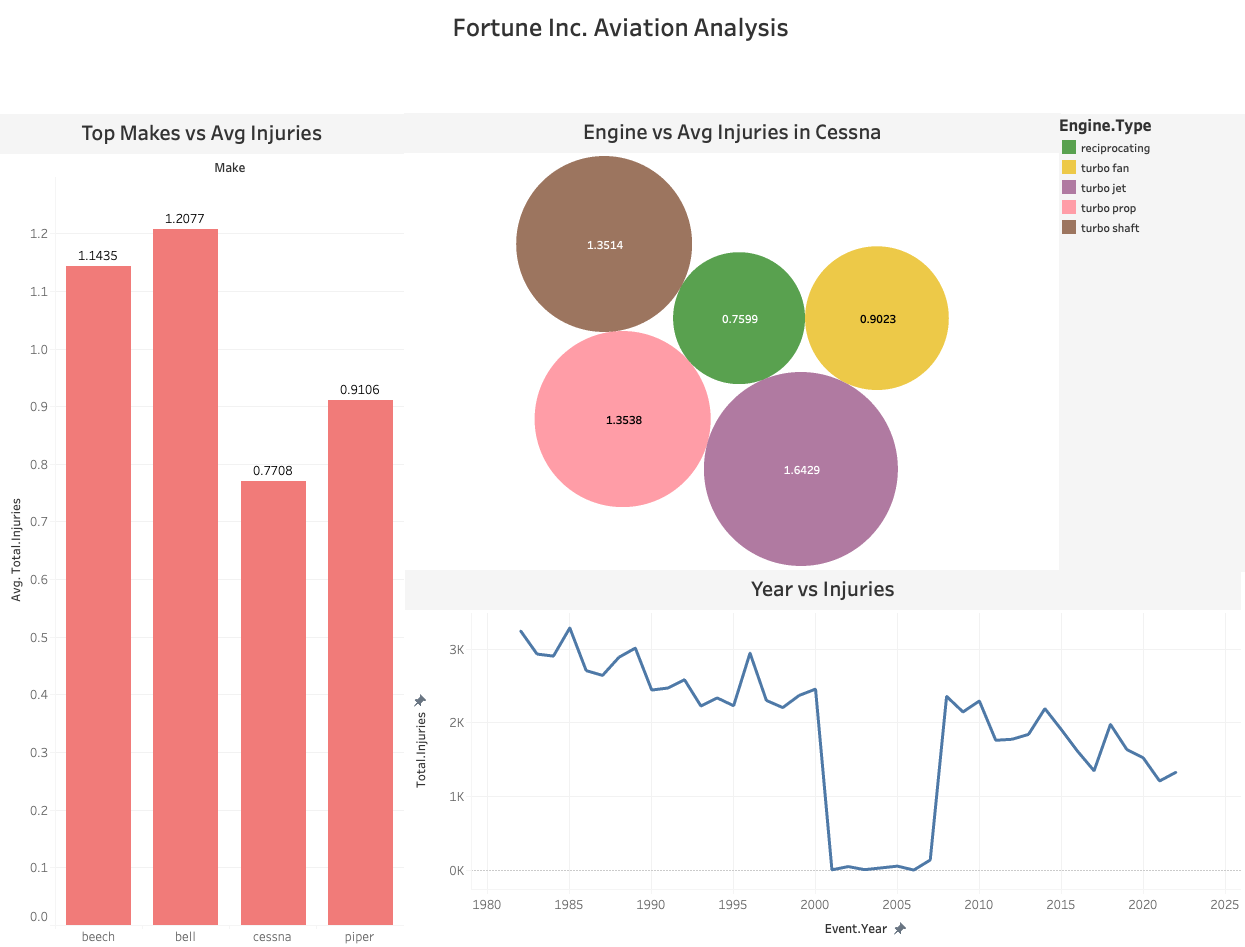 Fortune Inc. Aviation Analysis
Top Makes vs Avg Injuries
Make
Avg. Total.Injuries
1.2
1.1
1.0
0.9
0.8
0.7
0.6
0.5
0.4
0.3
0.2
0.1
0.0
1.1435
1.2077
0.7708
0.9106
beech
bell
cessna
piper
Engine vs Avg Injuries in Cessna
1.3514
0.7599
0.9023
1.3538
1.6429
Engine.Type
reciprocating
turbo fan
turbo jet
turbo prop
turbo shaft
Year vs Injuries
Total.Injuries
3K
2K
1K
0K
1980
1985
1990
1995
2000
2005
2010
2015
2020
2025
Event.Year